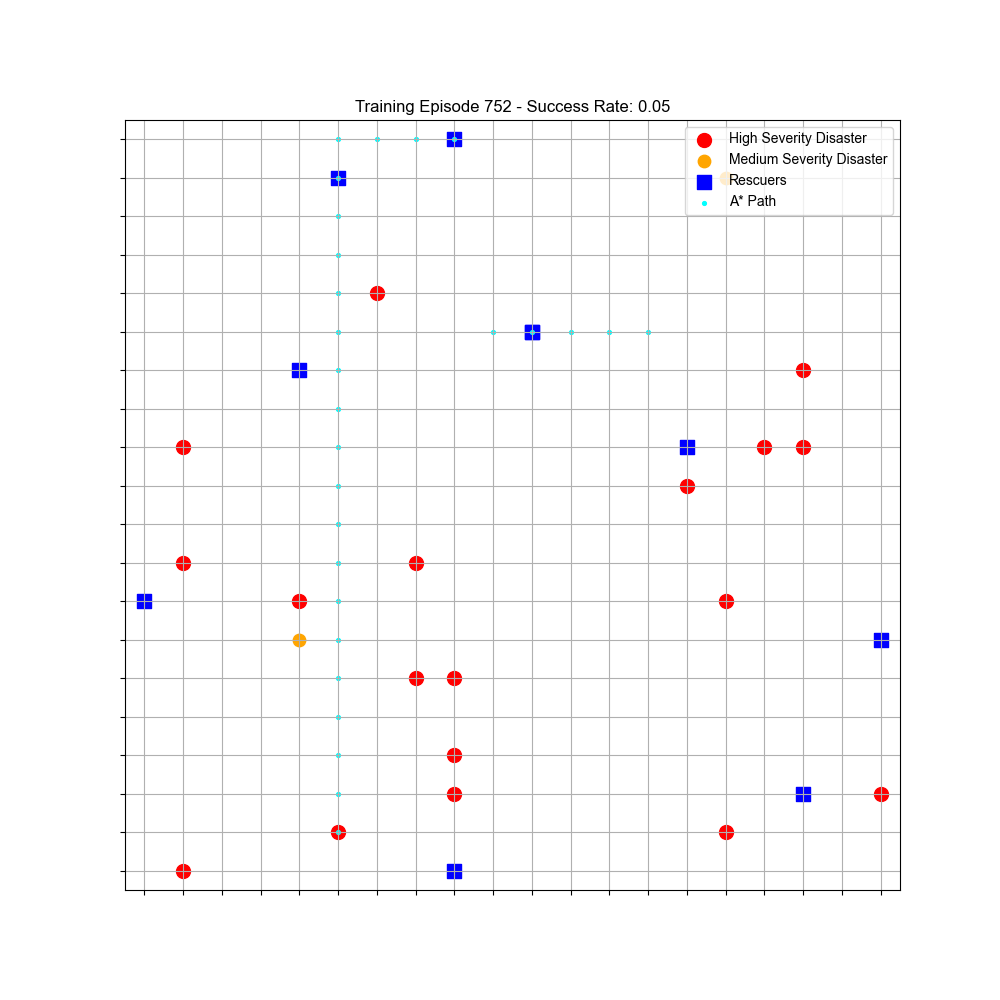 Training Episode 752 - Success Rate: 0.05
High Severity Disaster
Medium Severity Disaster
Rescuers
A* Path